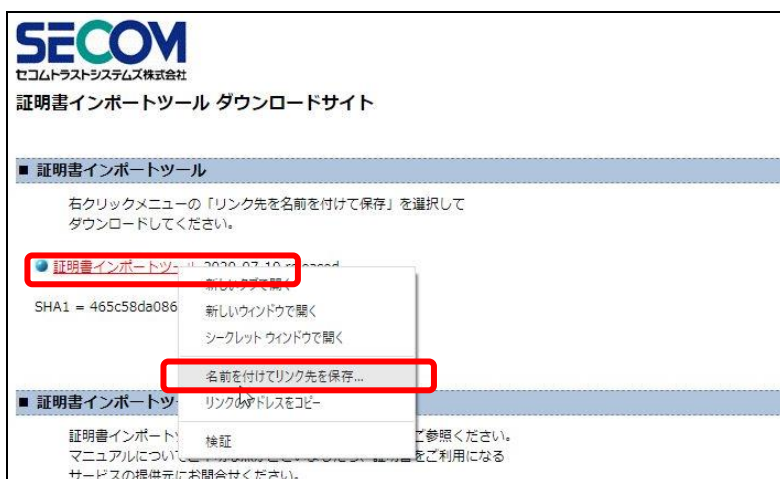 SECOM
セコムトラストシステムズ株式会社
証明書インポートツール ダウンロードサイト
■ 証明書インポートツール
右クリックメニューの「リンク先を名前を付けて保存」を選択して
ダウンロードしてください。
証明書インポートツール 2020-07-10 released
新しいタブで開く
SHA1 = 465c58da086
新しいウィンドウで開く
シークレット ウィンドウで開く
名前を付けてリンク先を保存...
■ 証明書インポートツ
リンクのアドレスをコピー
証明書インポート
検証
ご参照ください。
マニュアルについて
証明書をご利用になる
サービスの提供元にお問合せください。